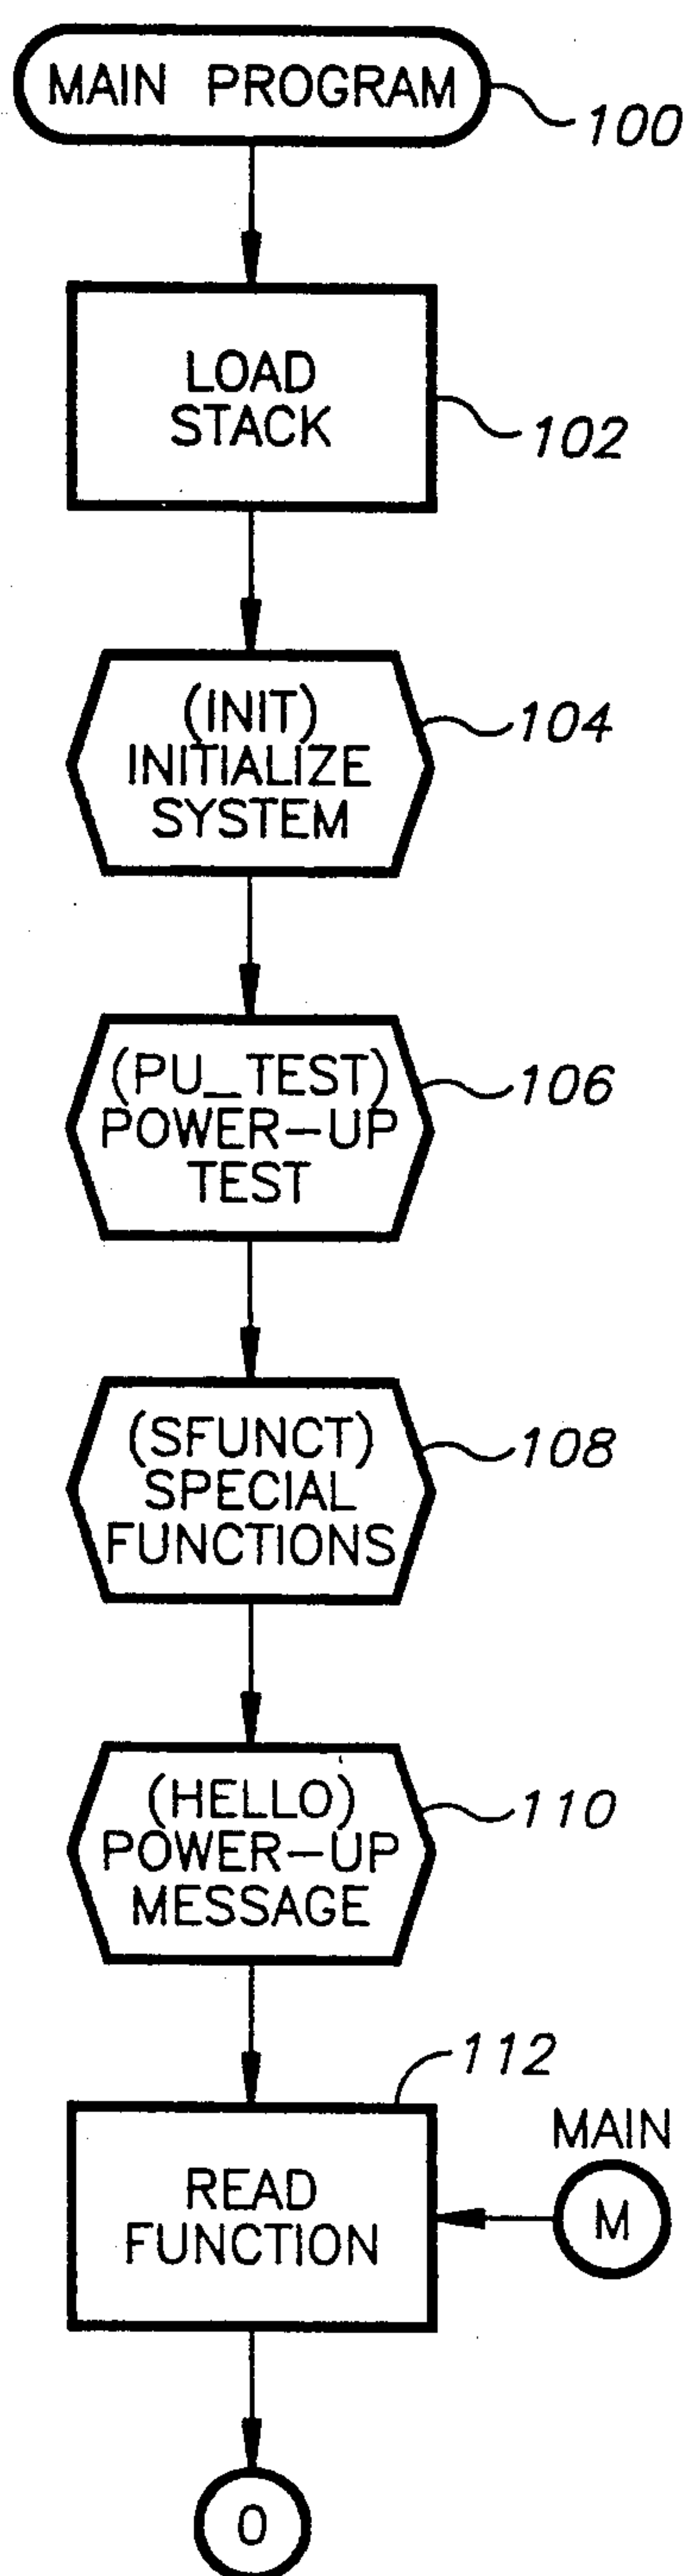 MAIN PROGRAM
100
LOAD
STACK
102
(INIT)
INITIALIZE
SYSTEM
104
(PU_TEST)
POWER-UP
TEST
106
(SFUNCT)
SPECIAL
FUNCTIONS
108
(HELLO)
POWER-UP
MESSAGE
110
112
READ
FUNCTION
MAIN
M
0